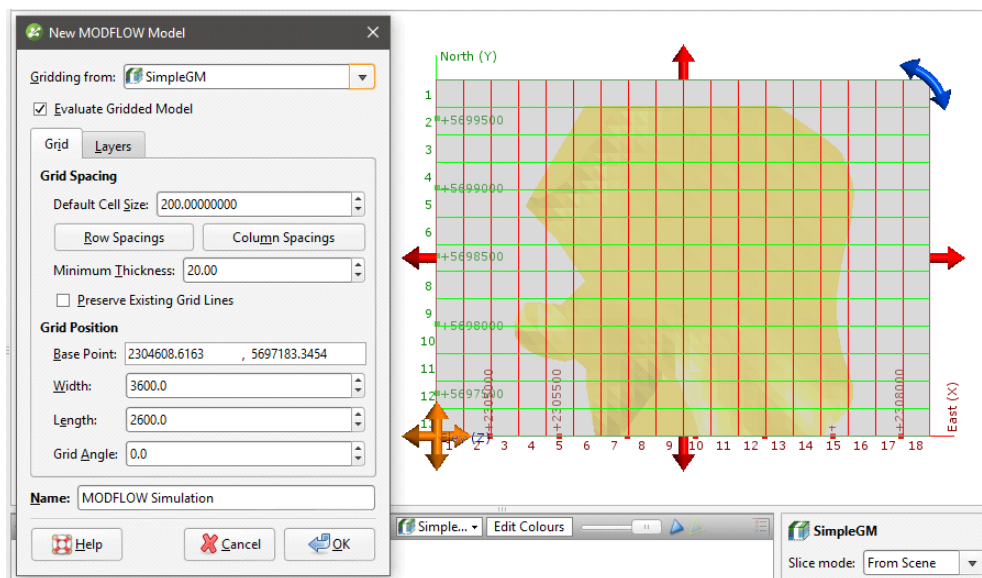 New MODFLOW Model
Gridding from: SimpleGM
Evaluate Gridded Model
Grid
Layers
Grid Spacing
Default Cell Size: 200.00000000
Row Spacings
Column Spacings
Minimum Thickness: 20.00
Preserve Existing Grid Lines
Grid Position
Base Point: 2304608.6163 , 5697183.3454
Width: 3600.0
Length: 2600.0
Grid Angle: 0.0
Name: MODFLOW Simulation
Help
Cancel
OK
North (Y)
1
2 +5699500
3
4 +5699000
5
6
+5698500
8
9 +5698000
10
11
12 +5697500
+2305000
+2305500
+2308000
East (X)
(Z)
1 2 3 4 5 6 7 8 9 10 11 12 13 14 15 16 17 18
Simple...
Edit Colours
SimpleGM
Slice mode: From Scene